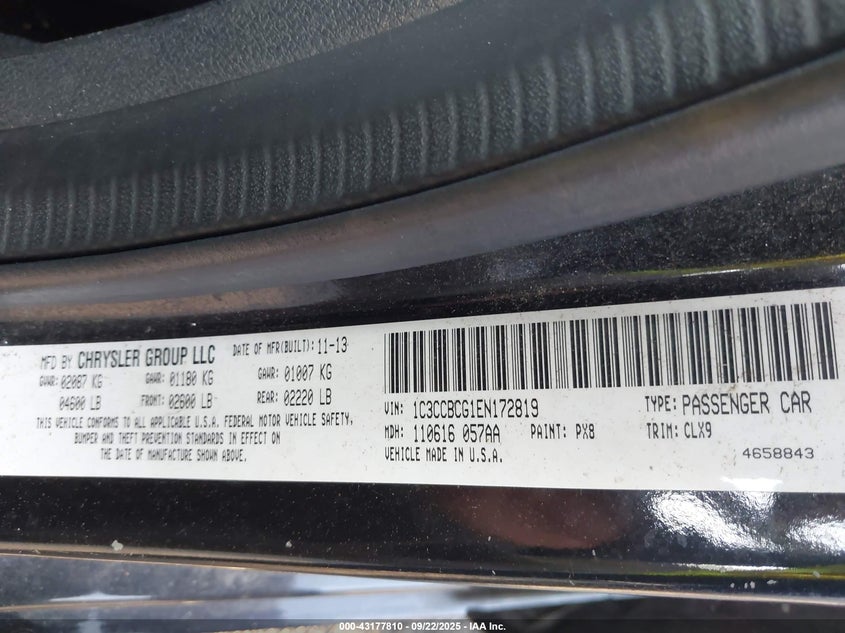 MFD BY CHRYSLER GROUP LLC DATE OF MFR(BUILT): 11-13
GVWR: 02087 KG GAWR: 01180 KG GAWR: 01007 KG
04600 LB FRONT: 02600 LB REAR: 02220 LB
THIS VEHICLE CONFORMS TO ALL APPLICABLE U.S.A. FEDERAL MOTOR VEHICLE SAFETY,
BUMPER AND THEFT PREVENTION STANDARDS IN EFFECT ON
THE DATE OF MANUFACTURE SHOWN ABOVE.
VIN: 1C3CCBCG1EN172819 TYPE: PASSENGER CAR
MDH: 110616 057AA PAINT: PX8 TRIM: CLX9
VEHICLE MADE IN U.S.A. 4658843
000-43177810 - 09/22/2025 - IAA Inc.